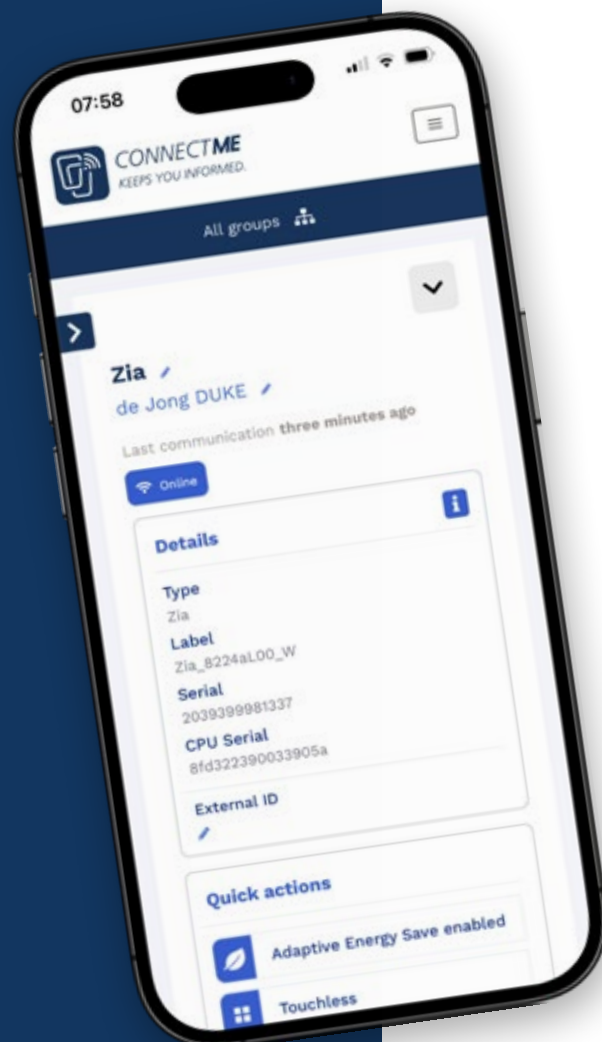 07:58
CONNECTME
KEEPS YOU INFORMED.
All groups
Zia
de Jong DUKE
Last communication three minutes ago
Online
Details
Type
Zia
Label
Zia_8224aL00_W
Serial
2039399981337
CPU Serial
8fd322390033905a
External ID
Quick actions
Adaptive Energy Save enabled
Touchless